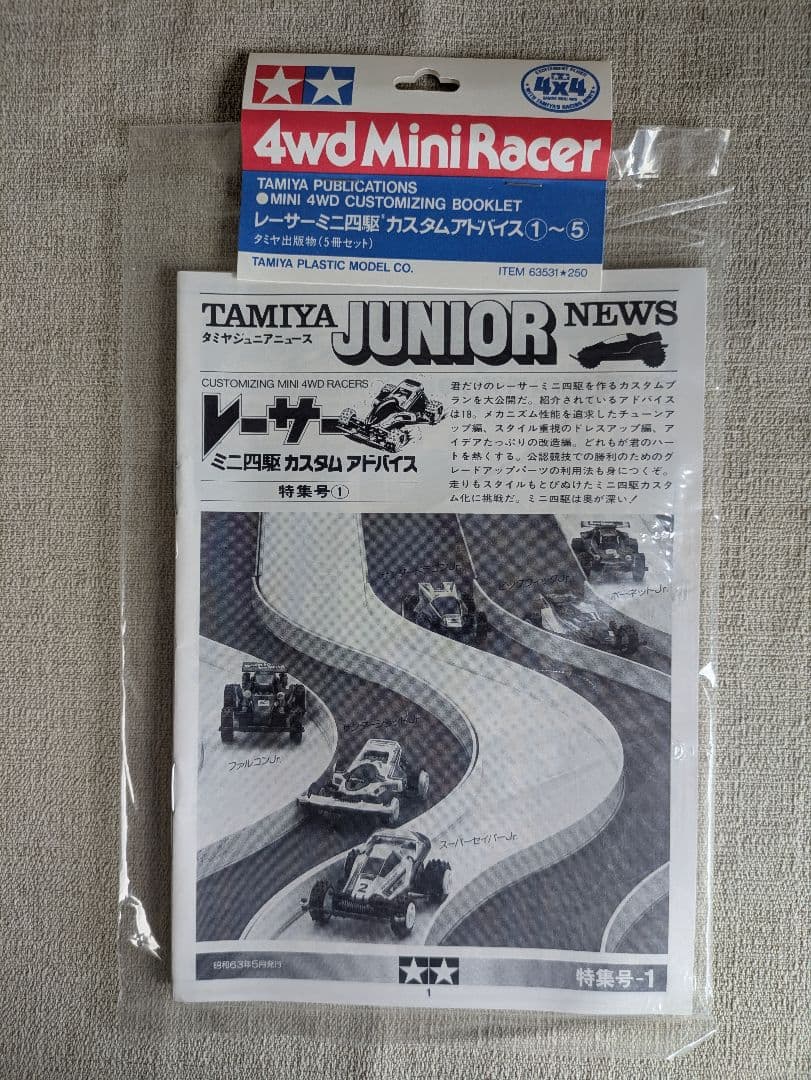 4x4
4wd Mini Racer
TAMIYA PUBLICATIONS
●MINI 4WD CUSTOMIZING BOOKLET
レーサーミニ四駆 カスタムアドバイス①～⑤
タミヤ出版物(5冊セット)
TAMIYA PLASTIC MODEL CO.
ITEM 63531★250
TAMIYA JUNIOR NEWS
タミヤジュニアニュース
CUSTOMIZING MINI 4WD RACERS
レーサー
ミニ四駆 カスタム アドバイス
特集号①
君だけのレーサーミニ四駆を作るカスタムプ
ランを大公開だ。紹介されているアドバイス
は18。メカニズム性能を追求したチューンア
ップ編、スタイル重視のドレスアップ編、ア
イデアたっぷりの改造編。どれもが君のハー
トを熱くする。公認競技での勝利のためのグ
レードアップパーツの利用法も身につくぞ。
走りもスタイルもとびぬけたミニ四駆カスタ
ム化に挑戦だ。ミニ四駆は奥が深い！
サンダードラゴンJr.
ホーネットJr.
ファルコンJr.
スーパーセイバーJr.
2
昭和63年5月発行
特集号-1
1